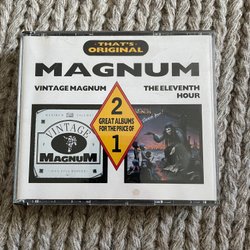 THAT'S
ORIGINAL
MAGNUM
VINTAGE MAGNUM
THE ELEVENTH
HOUR
2
GREAT ALBUMS
FOR THE PRICE OF
1
VINTAGE
MAGNUM